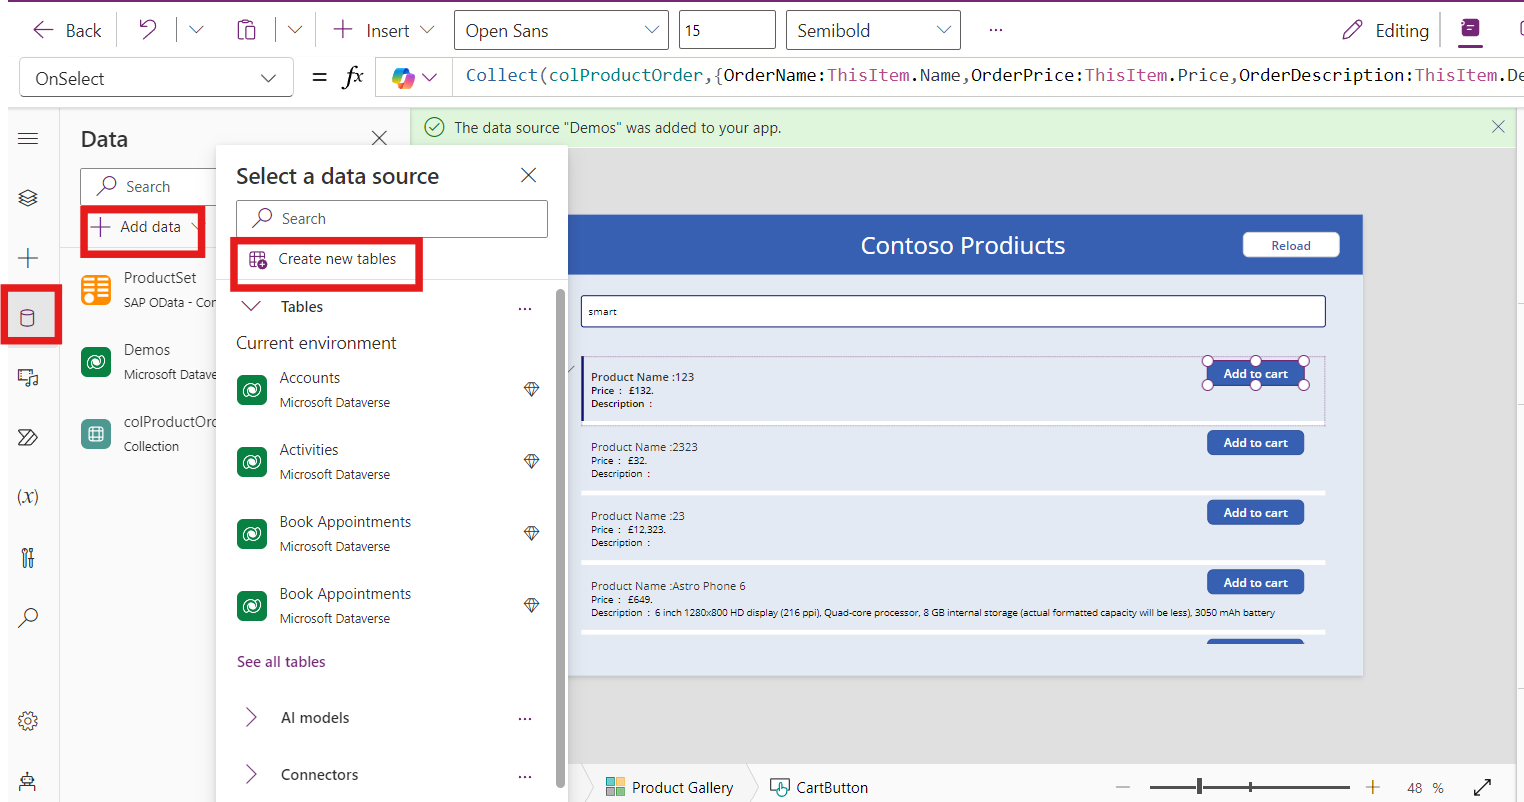 Back
Insert
Open Sans
15
Semibold
...
Editing
OnSelect
= fx
Collect(colProductOrder,{OrderName:ThisItem.Name,OrderPrice:ThisItem.Price,OrderDescription:ThisItem.De
The data source "Demos" was added to your app.
Data
Search
Add data
ProductSet
SAP OData - Con
Demos
Microsoft Datave
colProductOrd
Collection
(x)
Select a data source
Search
Create new tables
Tables
...
Current environment
Accounts
Microsoft Dataverse
Activities
Microsoft Dataverse
Book Appointments
Microsoft Dataverse
Book Appointments
Microsoft Dataverse
See all tables
AI models
...
Connectors
...
Contoso Prodiucts
Reload
smart
Product Name :123
Price : £132.
Description :
Add to cart
Product Name :2323
Price : £32.
Description :
Add to cart
Product Name :23
Price : £12,323.
Description :
Add to cart
Product Name :Astro Phone 6
Price : £649.
Description : 6 inch 1280x800 HD display (216 ppi), Quad-core processor, 8 GB internal storage (actual formatted capacity will be less), 3050 mAh battery
Add to cart
Product Gallery
CartButton
48 %